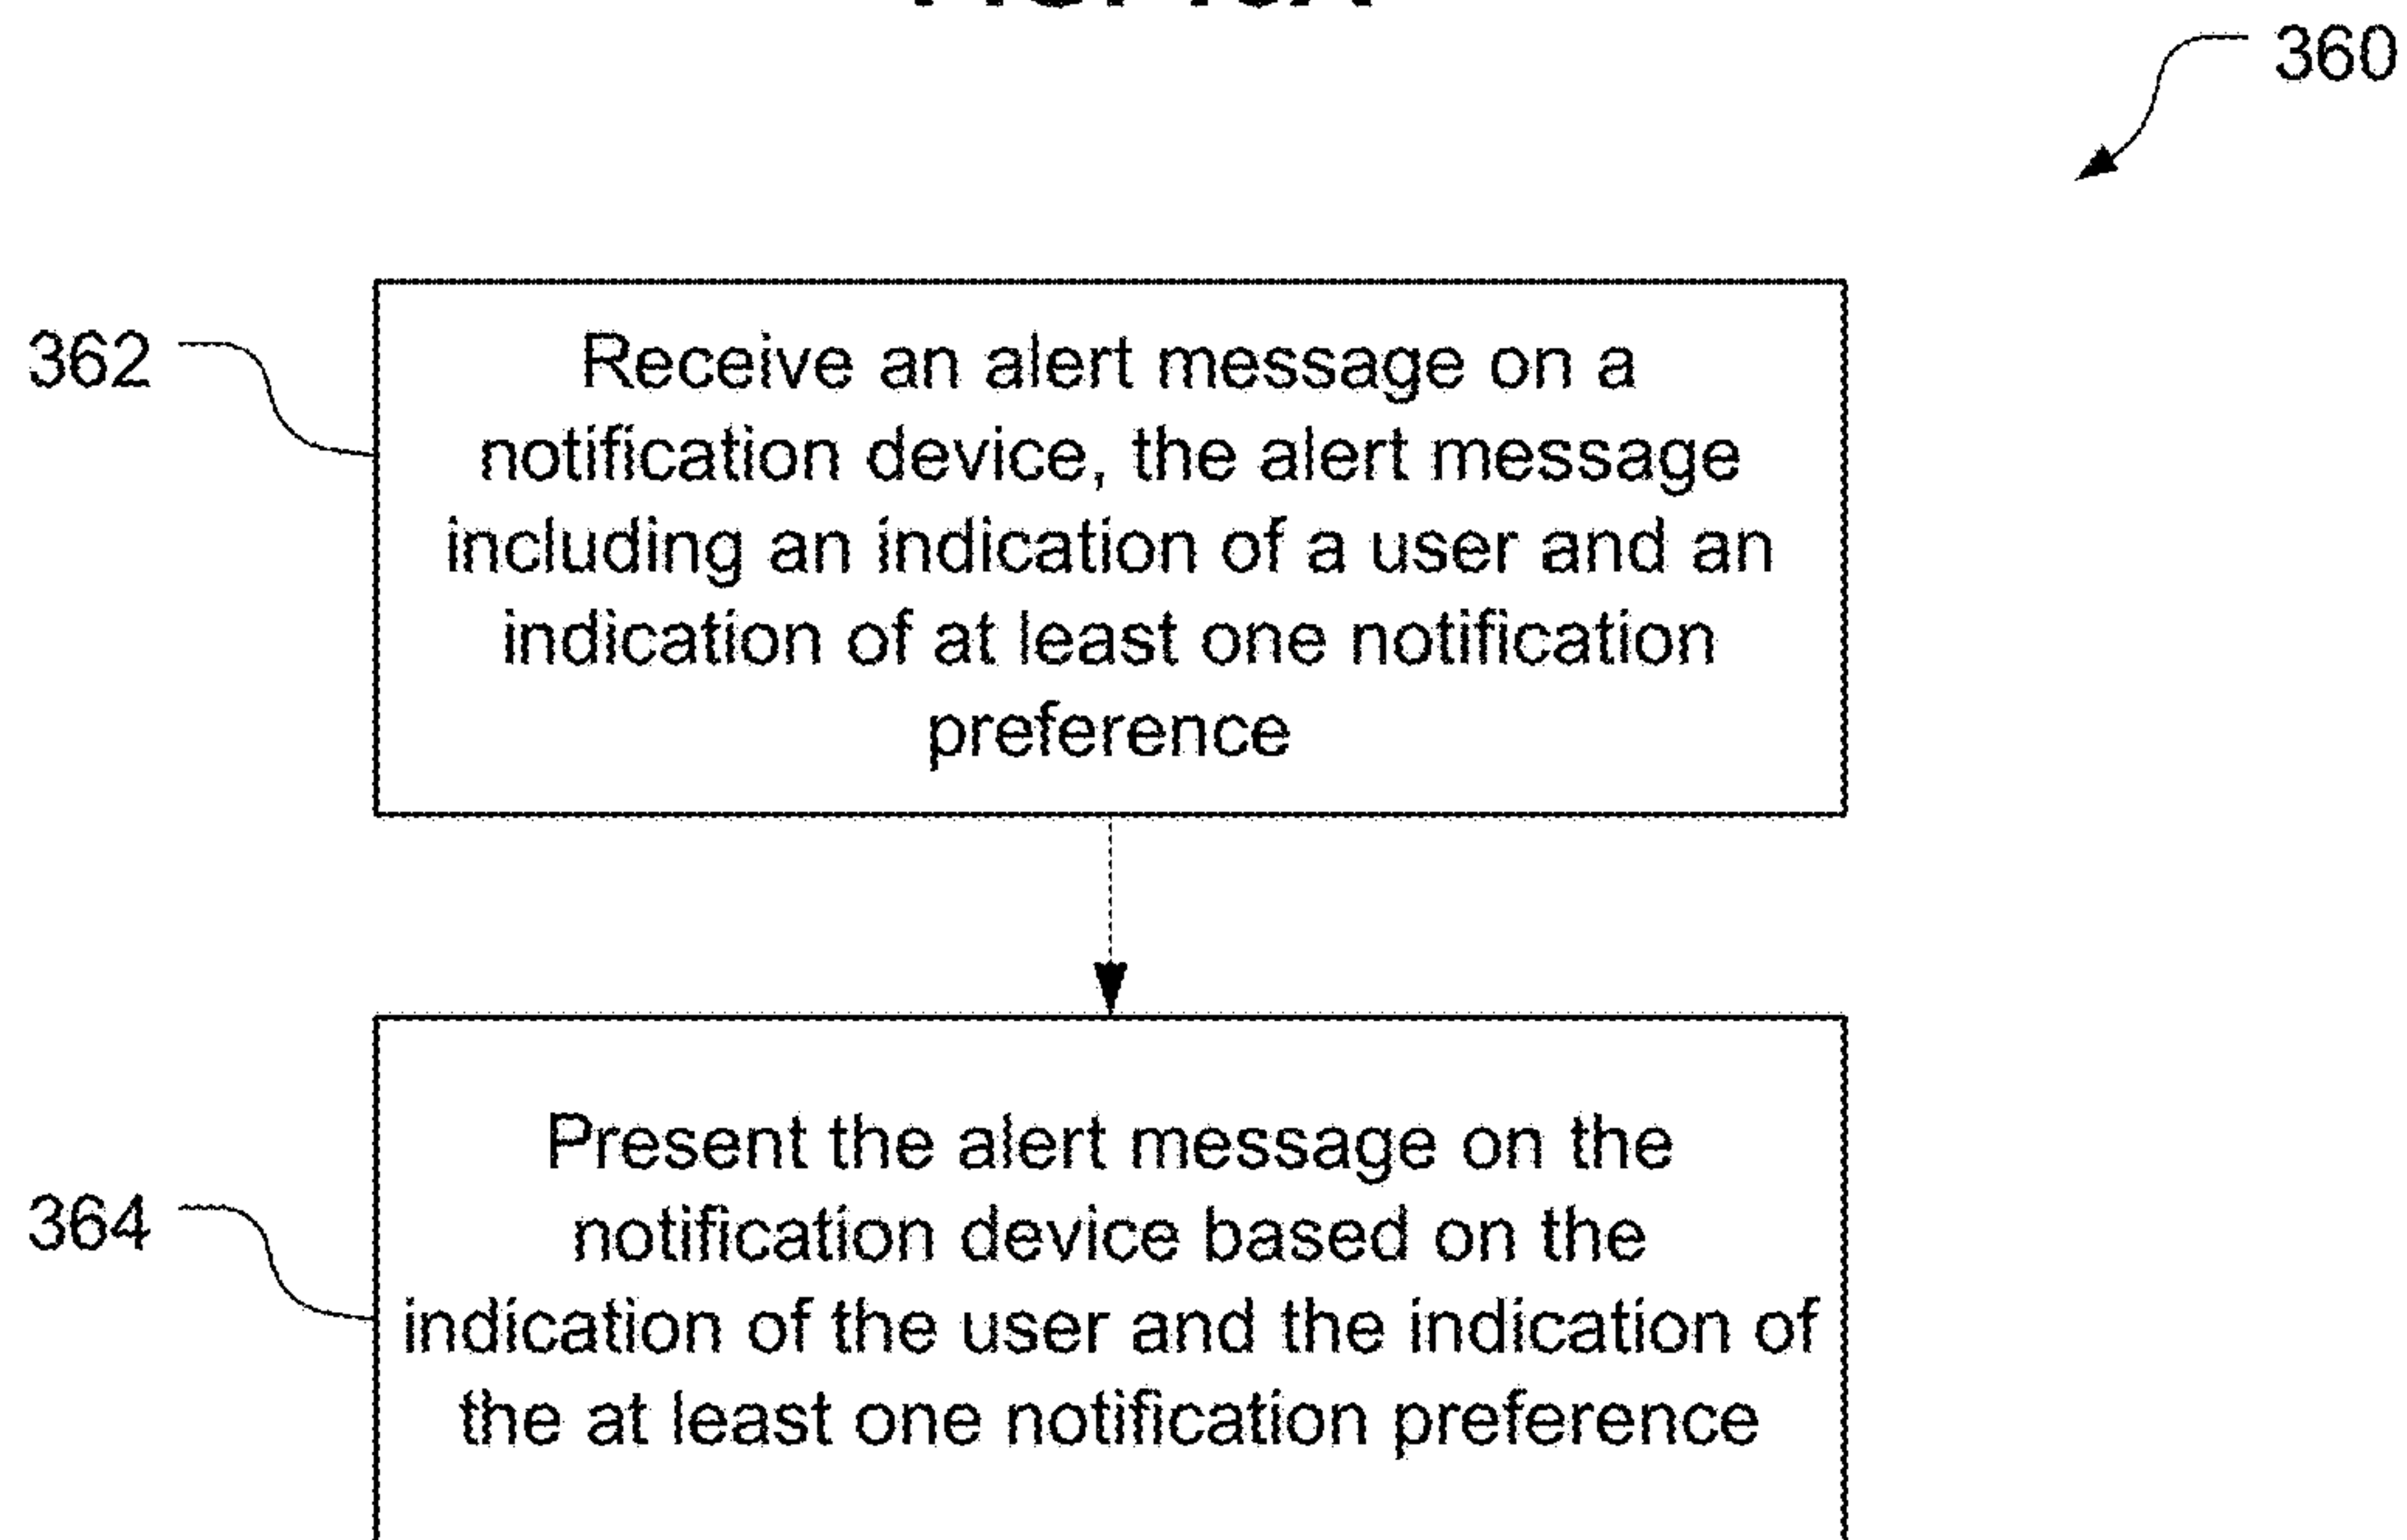 360
362
Receive an alert message on a
notification device, the alert message
including an indication of a user and an
indication of at least one notification
preference
364
Present the alert message on the
notification device based on the
indication of the user and the indication of
the at least one notification preference